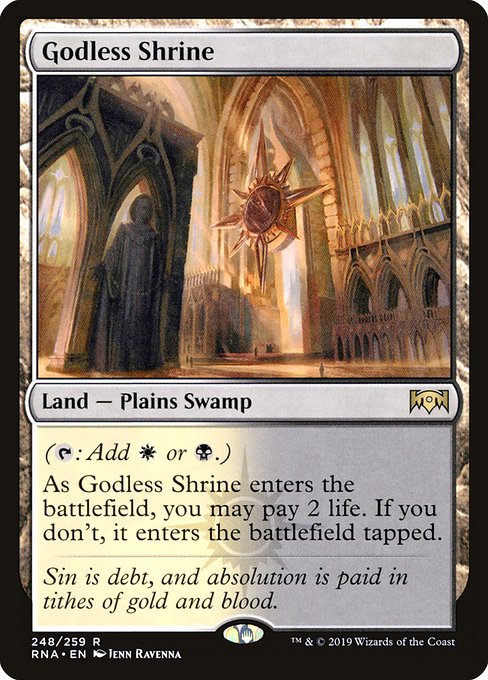 Godless Shrine
Land — Plains Swamp
(: Add or .)
As Godless Shrine enters the
battlefield, you may pay 2 life. If you
don't, it enters the battlefield tapped.
Sin is debt, and absolution is paid in
tithes of gold and blood.
248/259 R
RNA • EN Jenn Ravenna
™ & © 2019 Wizards of the Coast